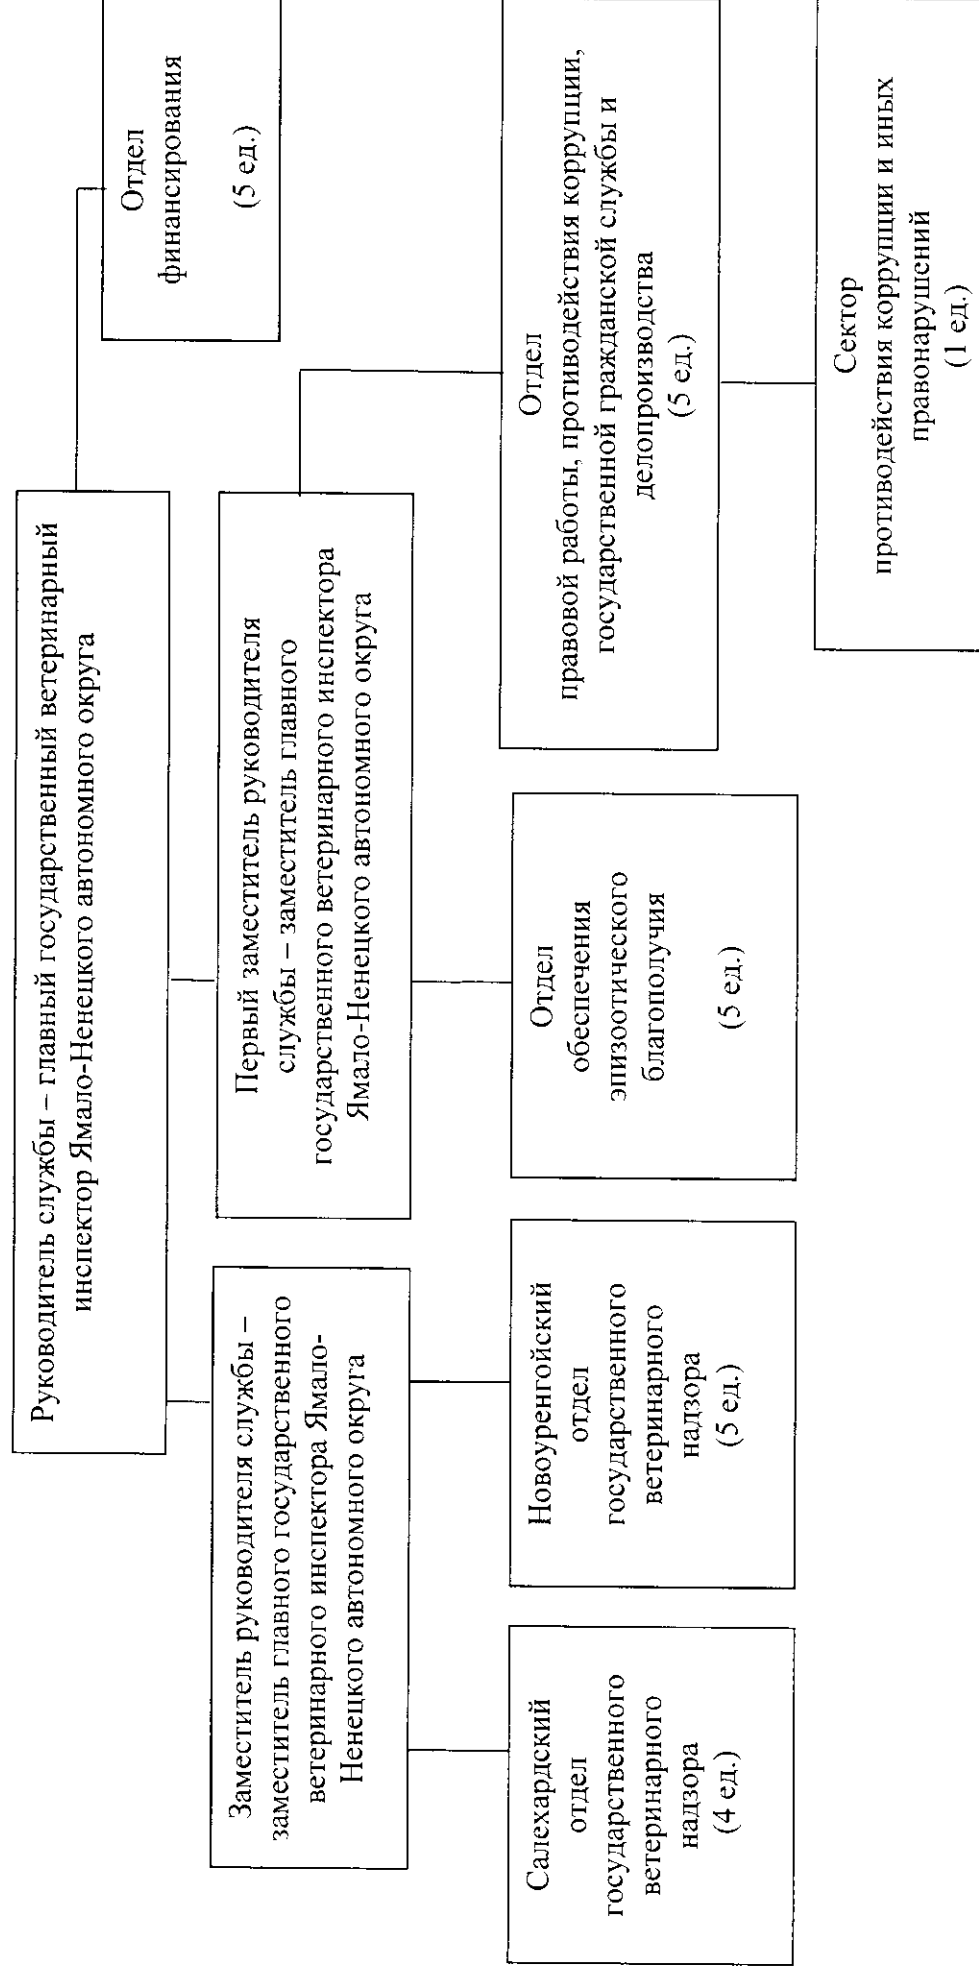 Руководитель службы – главный государственный ветеринарный
инспектор Ямало-Ненецкого автономного округа
Отдел
финансирования
(5 ед.)
Заместитель руководителя службы –
заместитель главного государственного
ветеринарного инспектора Ямало-
Ненецкого автономного округа
Первый заместитель руководителя
службы – заместитель главного
государственного ветеринарного инспектора
Ямало-Ненецкого автономного округа
Салехардский
отдел
государственного
ветеринарного
надзора
(4 ед.)
Новоуренгойский
отдел
государственного
ветеринарного
надзора
(5 ед.)
Отдел
обеспечения
эпизоотического
благополучия
(5 ед.)
Отдел
правовой работы, противодействия коррупции,
государственной гражданской службы и
делопроизводства
(5 ед.)
Сектор
противодействия коррупции и иных
правонарушений
(1 ед.)